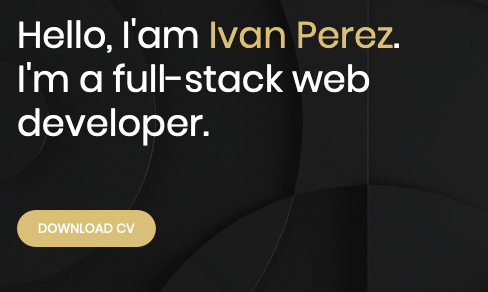 Hello, I'am Ivan Perez.
I'm a full-stack web
developer.
DOWNLOAD CV